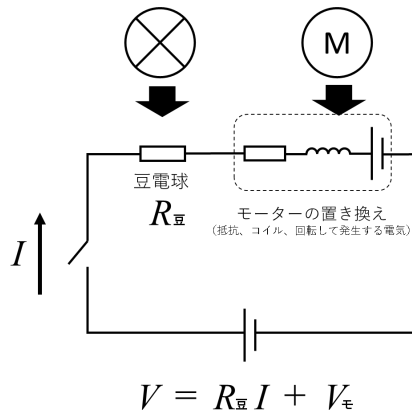 M
豆電球
R豆
モーターの置き換え
(抵抗、コイル、回転して発生する電気)
I
V = R豆 I + Vモ